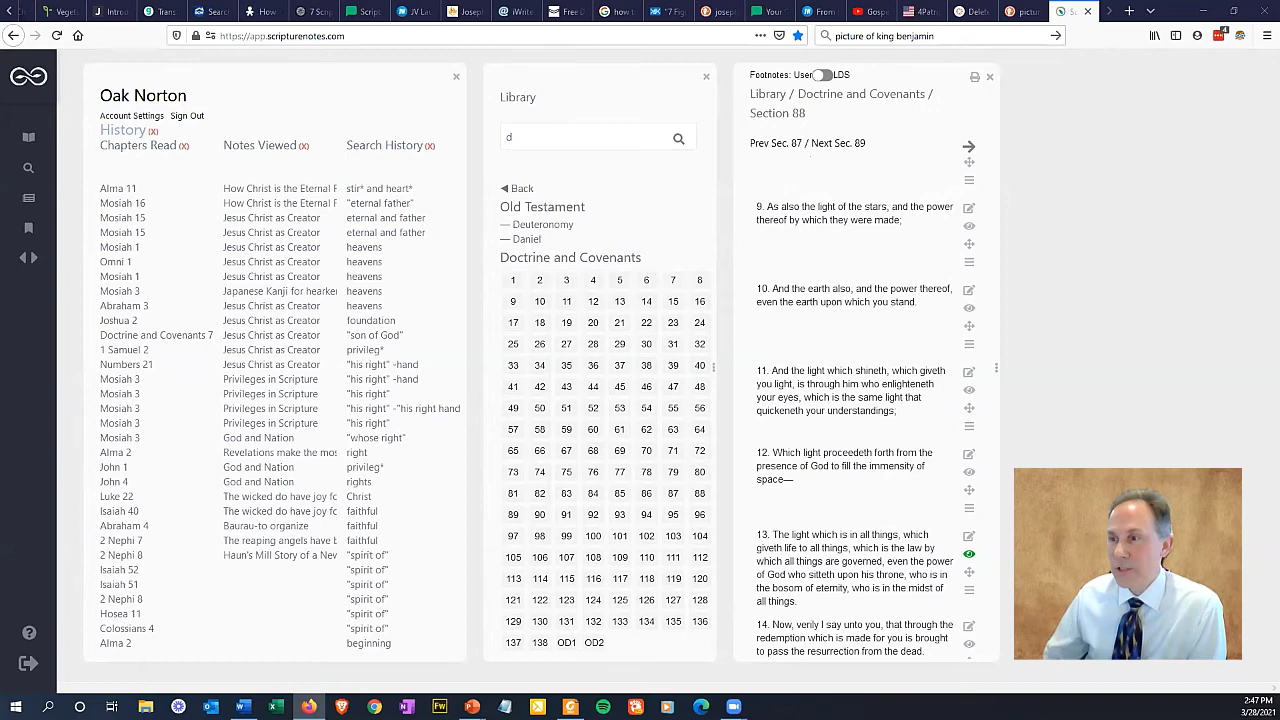 Veget
Introd
Trans
Sear
How
7 Scr
Script
JV La
Joseph
iWrite
Free D
how t
"7 Fig
joseph
Your
From
Gosp
4Patr
Delet
pictur
https://app.scripturenotes.com
picture of king benjamin
Oak Norton
Account Settings Sign Out
History (X)
Chapters Read (X) Notes Viewed (X) Search History (X)
Alma 11 How Christ is the Eternal F stir* and heart*
Mosiah 16 How Christ is the Eternal F "eternal father"
Mosiah 15 Jesus Christ as Creator eternal and father
Mosiah 15 Jesus Christ as Creator eternal and father
Mosiah 1 Jesus Christ as Creator heavens
Omni 1 Jesus Christ as Creator heavens
Mosiah 1 Jesus Christ as Creator heavens
Mosiah 3 Japanese Kanji for hearke heavens
Abraham 3 Jesus Christ as Creator heavens
Joshua 2 Jesus Christ as Creator foundation
Doctrine and Covenants 7 Jesus Christ as Creator "son of God"
1 Samuel 2 Jesus Christ as Creator privileg*
Numbers 21 Jesus Christ as Creator "his right" -hand
Mosiah 3 Privileges in Scripture "his right" -hand
Mosiah 3 Privileges in Scripture "his right"
Mosiah 3 Privileges in Scripture "his right" -"his right hand
Mosiah 3 Privileges in Scripture "his right"
Mosiah 3 God and Nation "whose right"
Alma 2 Revelations make the mos right
John 1 God and Nation privileg*
John 4 God and Nation rights
Luke 22 The wicked do have joy fo Christ
Isaiah 40 The wicked do have joy fo faithful
Abraham 4 Baurau-to organize faithful
2 Nephi 7 The reaping angels have b faithful
2 Nephi 8 Haun's Mill Story of a Nev "spirit of"
Isaiah 52 "spirit of"
Isaiah 51 "spirit of"
2 Nephi 8 "spirit of"
Hosea 11 "spirit of"
Colossians 4 "spirit of"
Alma 2 beginning
Library
d
Back
Old Testament
— Deuteronomy
— Daniel
Doctrine and Covenants
1 2 3 4 5 6 7 8
9 10 11 12 13 14 15 16
17 18 19 20 21 22 23 24
25 26 27 28 29 30 31 32
33 34 35 36 37 38 39 40
41 42 43 44 45 46 47 48
49 50 51 52 53 54 55 56
57 58 59 60 61 62 63 64
65 66 67 68 69 70 71 72
73 74 75 76 77 78 79 80
81 82 83 84 85 86 87 88
89 90 91 92 93 94 95 96
97 98 99 100 101 102 103 104
105 106 107 108 109 110 111 112
113 114 115 116 117 118 119 120
121 122 123 124 125 126 127 128
129 130 131 132 133 134 135 136
137 138 OD1 OD2
Footnotes: User LDS
Library / Doctrine and Covenants /
Section 88
Prev Sec. 87 / Next Sec. 89
9. As also the light of the stars, and the power
thereof by which they were made;
10. And the earth also, and the power thereof,
even the earth upon which you stand.
11. And the light which shineth, which giveth
you light, is through him who enlighteneth
your eyes, which is the same light that
quickeneth your understandings;
12. Which light proceedeth forth from the
presence of God to fill the immensity of
space—
13. The light which is in all things, which
giveth life to all things, which is the law by
which all things are governed, even the power
of God who sitteth upon his throne, who is in
the bosom of eternity, who is in the midst of
all things.
14. Now, verily I say unto you, that through the
redemption which is made for you is brought
to pass the resurrection from the dead.
2:47 PM
3/28/2021